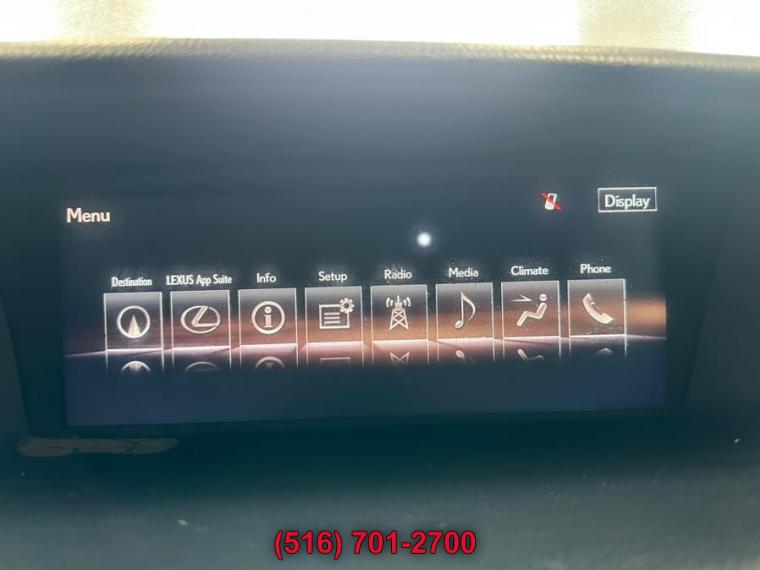 Display
Menu
Destination LEXUS App Suite Info Setup Radio Media Climate Phone
(516) 701-2700